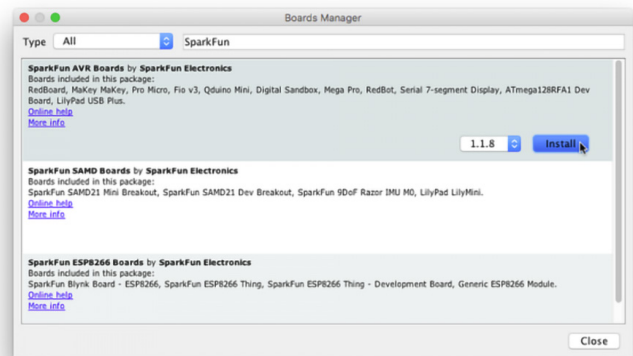 Boards Manager
Type All SparkFun
SparkFun AVR Boards by SparkFun Electronics
Boards included in this package:
RedBoard, MaKey MaKey, Pro Micro, Fio v3, Qduino Mini, Digital Sandbox, Mega Pro, RedBot, Serial 7-segment Display, ATmega128RFA1 Dev
Board, LilyPad USB Plus.
Online help
More info
1.1.8 Install
SparkFun SAMD Boards by SparkFun Electronics
Boards included in this package:
SparkFun SAMD21 Mini Breakout, SparkFun SAMD21 Dev Breakout, SparkFun 9DoF Razor IMU M0, LilyPad LilyMini.
Online help
More info
SparkFun ESP8266 Boards by SparkFun Electronics
Boards included in this package:
SparkFun Blynk Board - ESP8266, SparkFun ESP8266 Thing, SparkFun ESP8266 Thing - Development Board, Generic ESP8266 Module.
Online help
More info
Close